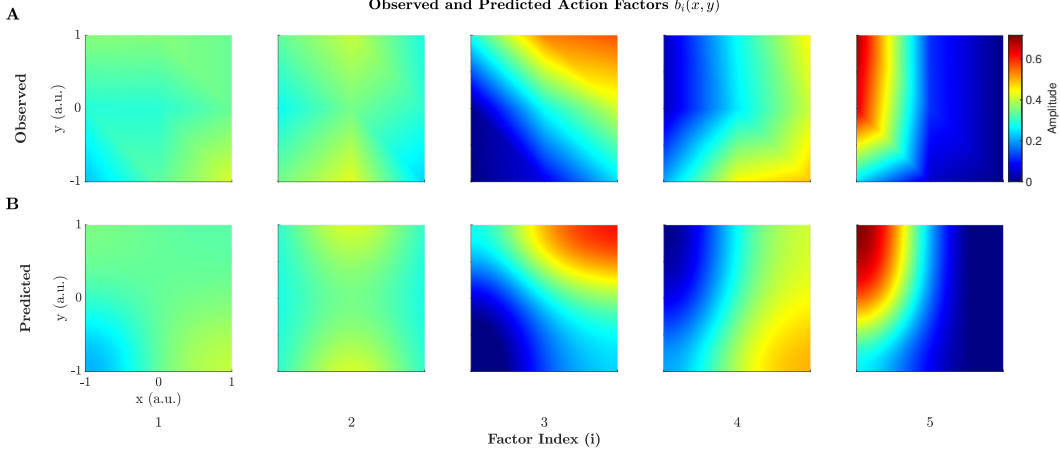 Observed and Predicted Action Factors b_i(x, y)
A
Observed
y (a.u.)
1
0
-1
0.6
0.4
0.2
0
Amplitude
B
Predicted
y (a.u.)
1
0
-1
-1 0 1
x (a.u.)
1 2 3 4 5
Factor Index (i)